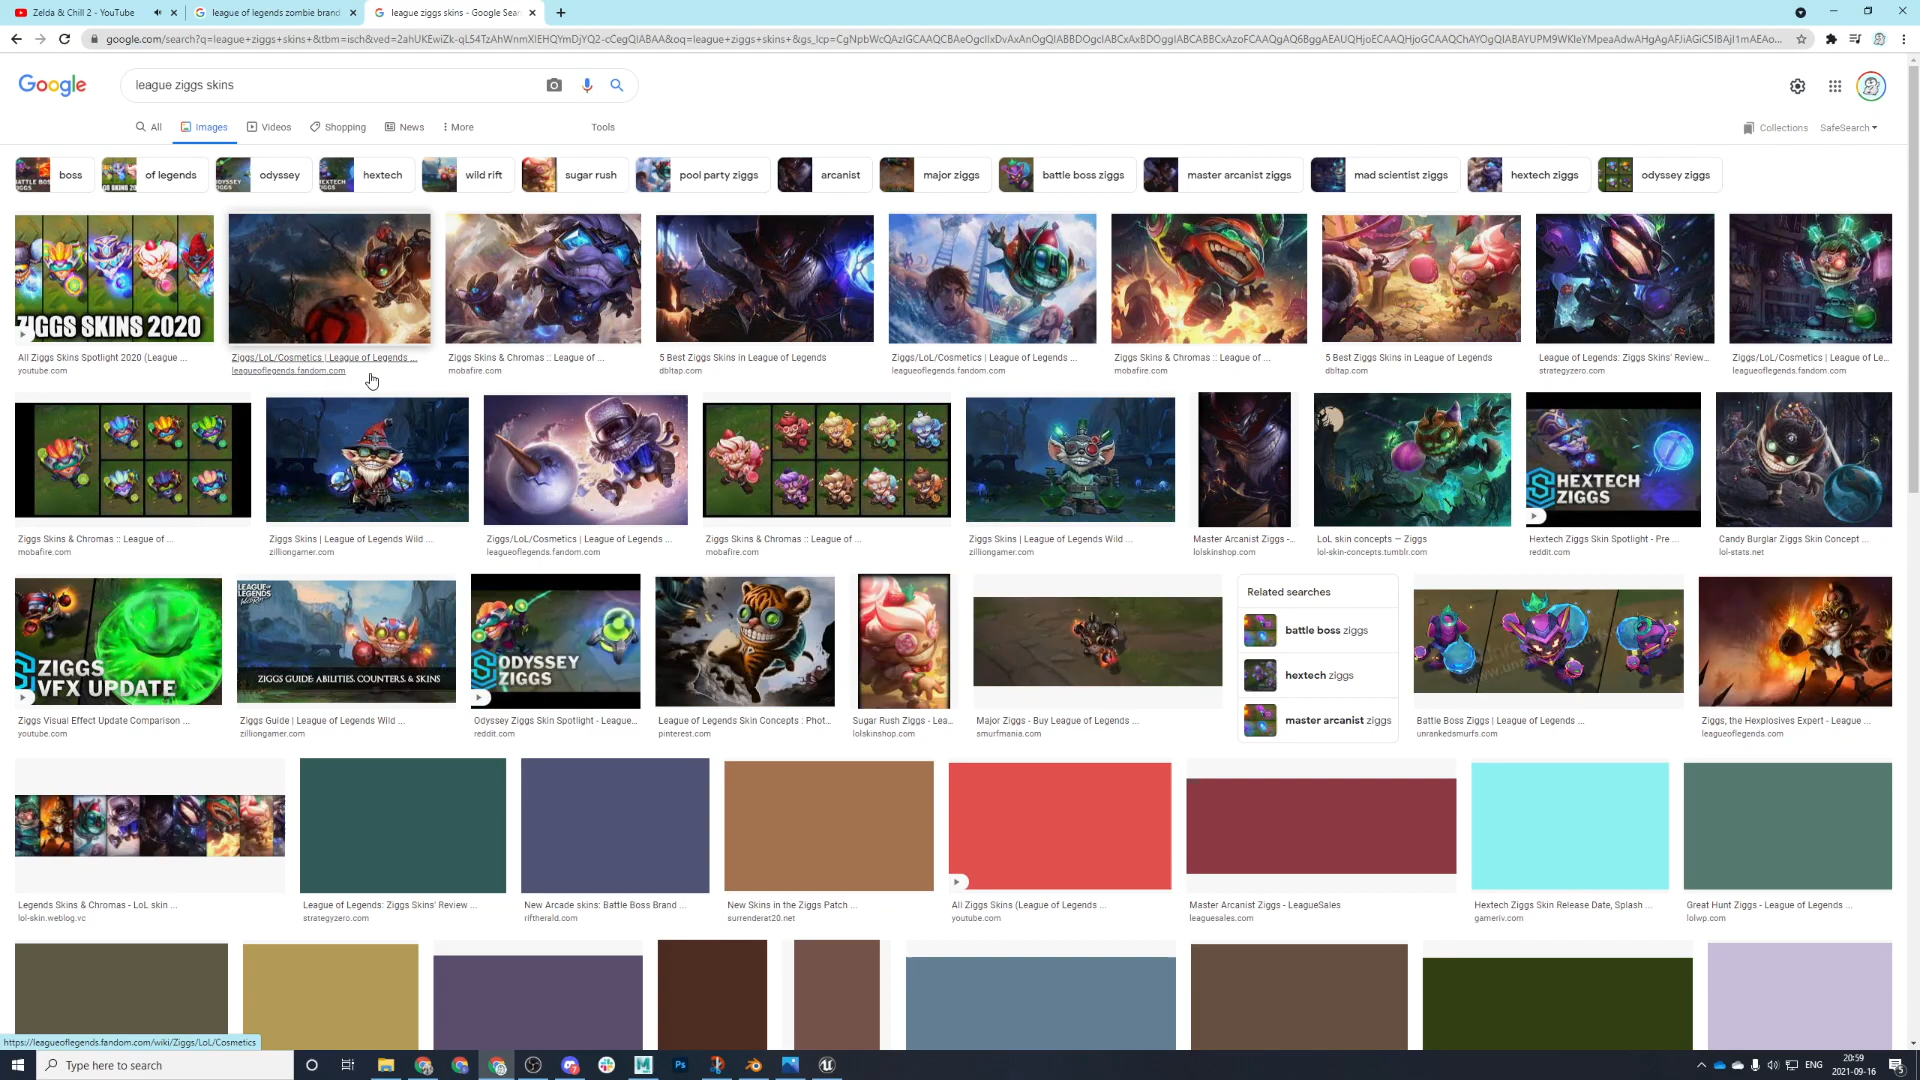 Zelda & Chill 2 - YouTube
league of legends zombie brand
league ziggs skins - Google Sear
google.com/search?q=league+ziggs+skins+&tbm=isch&ved=2ahUKEwiZk-qL54TzAhWnmXIEHQYmDjYQ2-cCegQIABAA&oq=league+ziggs+skins+&gs_lcp=CgNpbWcQAzIGCAAQCBAeOgcIIxDvAxAnOgQIABBDOgcIABCxAxBDOggIABCABBCxAzoFCAAQgAQ6BggAEAUQHjoECAAQHjoGCAAQChAYOgQIABAYUPM9WKIeYMpeaAdwAHgAgAFJiAGiC5IBAjI1mAEAo...
Google
league ziggs skins
All
Images
Videos
Shopping
News
More
Tools
Collections
SafeSearch
boss
of legends
odyssey
hextech
wild rift
sugar rush
pool party ziggs
arcanist
major ziggs
battle boss ziggs
master arcanist ziggs
mad scientist ziggs
hextech ziggs
odyssey ziggs
ZIGGS SKINS 2020
All Ziggs Skins Spotlight 2020 (League ...
youtube.com
Ziggs/LoL/Cosmetics | League of Legends ...
leagueoflegends.fandom.com
Ziggs Skins & Chromas :: League of ...
mobafire.com
5 Best Ziggs Skins in League of Legends
dbltap.com
Ziggs/LoL/Cosmetics | League of Legends ...
leagueoflegends.fandom.com
Ziggs Skins & Chromas :: League of ...
mobafire.com
5 Best Ziggs Skins in League of Legends
dbltap.com
League of Legends: Ziggs Skins' Review...
strategyzero.com
Ziggs/LoL/Cosmetics | League of Le...
leagueoflegends.fandom.com
Ziggs Skins & Chromas :: League of ...
mobafire.com
Ziggs Skins | League of Legends Wild ...
zilliongamer.com
Ziggs/LoL/Cosmetics | League of Legends ...
leagueoflegends.fandom.com
Ziggs Skins & Chromas :: League of ...
mobafire.com
Ziggs Skins | League of Legends Wild ...
zilliongamer.com
Master Arcanist Ziggs -...
lolskinshop.com
LoL skin concepts — Ziggs
lol-skin-concepts.tumblr.com
HEXTECH
ZIGGS
Hextech Ziggs Skin Spotlight - Pre ...
reddit.com
Candy Burglar Ziggs Skin Concept ...
lol-stats.net
ZIGGS
VFX UPDATE
Ziggs Visual Effect Update Comparison ...
youtube.com
LEAGUE OF
LEGENDS
ZIGGS GUIDE: ABILITIES, COUNTERS, & SKINS
Ziggs Guide | League of Legends Wild ...
zilliongamer.com
ODYSSEY
ZIGGS
Odyssey Ziggs Skin Spotlight - League...
reddit.com
League of Legends Skin Concepts : Phot...
pinterest.com
Sugar Rush Ziggs - Lea...
lolskinshop.com
Major Ziggs - Buy League of Legends ...
smurfmania.com
Related searches
battle boss ziggs
hextech ziggs
master arcanist ziggs
Battle Boss Ziggs | League of Legends ...
unrankedsmurfs.com
Ziggs, the Hexplosives Expert - League ...
leagueoflegends.com
Legends Skins & Chromas - LoL skin ...
lol-skin.weblog.vc
League of Legends: Ziggs Skins' Review ...
strategyzero.com
New Arcade skins: Battle Boss Brand ...
riftherald.com
New Skins in the Ziggs Patch ...
surrenderat20.net
All Ziggs Skins (League of Legends ...
youtube.com
Master Arcanist Ziggs - LeagueSales
leaguesales.com
Hextech Ziggs Skin Release Date, Splash ...
gameriv.com
Great Hunt Ziggs - League of Legends ...
lolwp.com
https://leagueoflegends.fandom.com/wiki/Ziggs/LoL/Cosmetics
Type here to search
M
Ps
ENG
20:59
2021-09-16
5